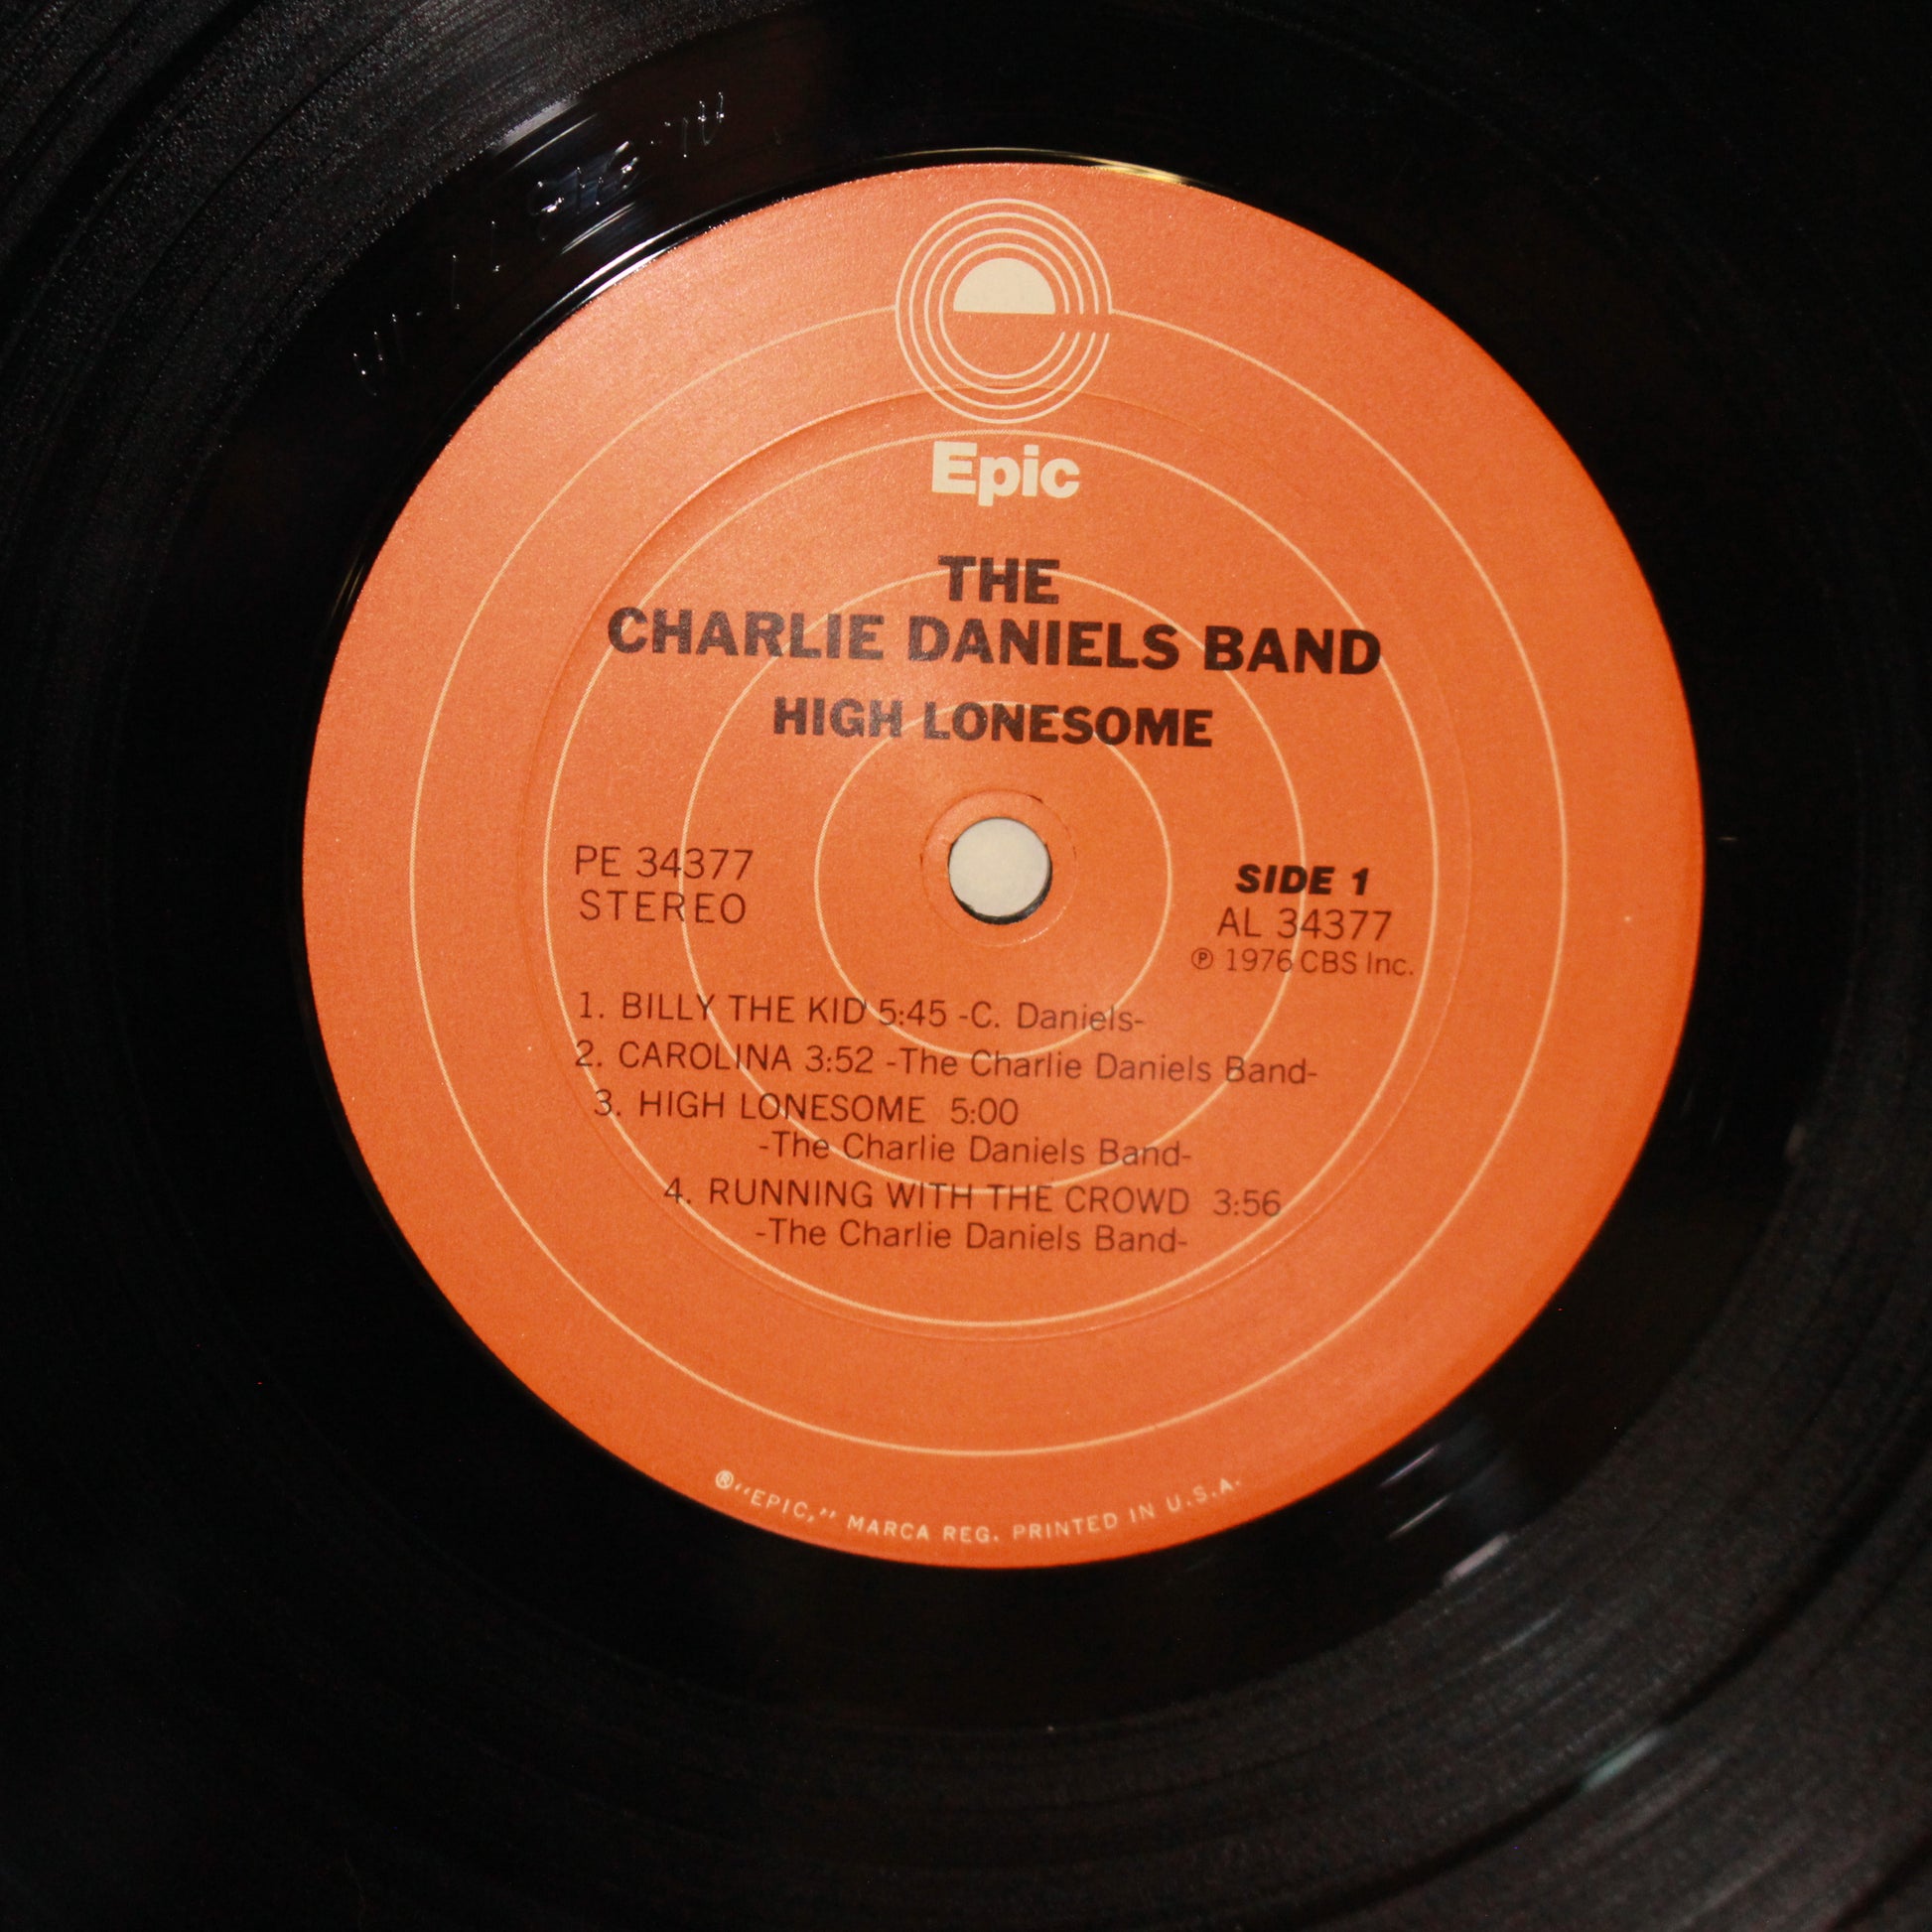 Epic
THE
CHARLIE DANIELS BAND
HIGH LONESOME
PE 34377
STEREO
SIDE 1
AL 34377
℗ 1976 CBS Inc.
1. BILLY THE KID 5:45 -C. Daniels-
2. CAROLINA 3:52 -The Charlie Daniels Band-
3. HIGH LONESOME 5:00
-The Charlie Daniels Band-
4. RUNNING WITH THE CROWD 3:56
-The Charlie Daniels Band-
®"EPIC," MARCA REG. PRINTED IN U.S.A.